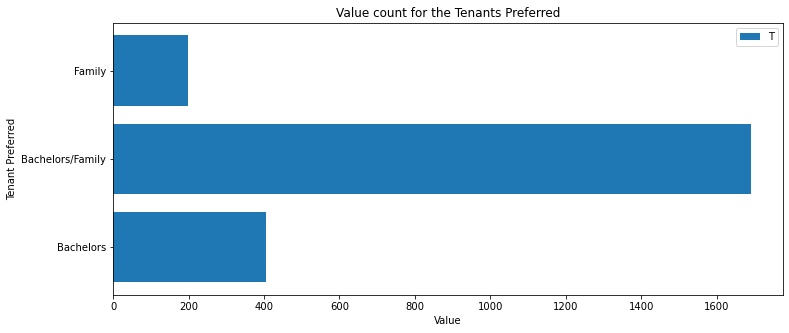 Value count for the Tenants Preferred
T
Tenant Preferred
Family
Bachelors/Family
Bachelors
0 200 400 600 800 1000 1200 1400 1600
Value